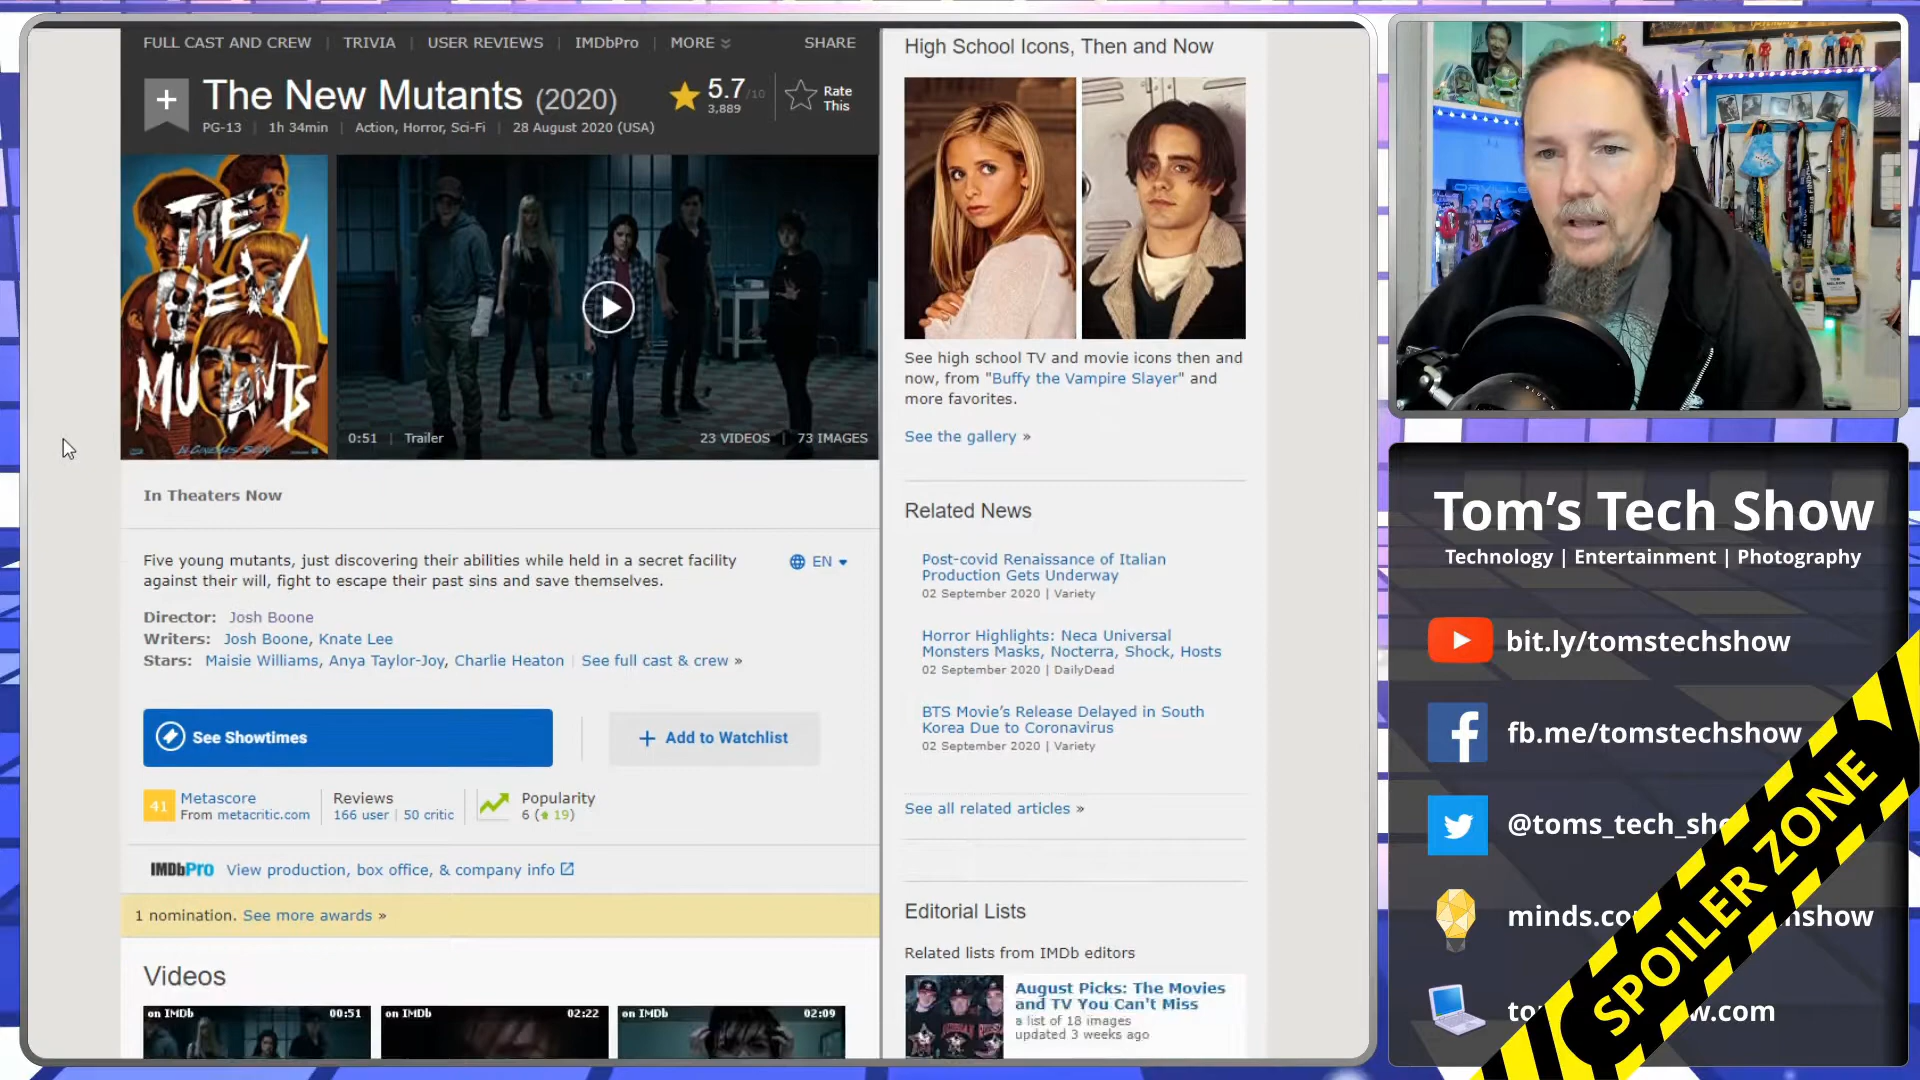 FULL CAST AND CREW | TRIVIA | USER REVIEWS | IMDbPro | MORE | SHARE
The New Mutants (2020)
5.7/10
3,889
Rate This
PG-13 | 1h 34min | Action, Horror, Sci-Fi | 28 August 2020 (USA)
THE
NEW
MUTANTS
0:51 | Trailer
23 VIDEOS | 73 IMAGES
In Theaters Now
Five young mutants, just discovering their abilities while held in a secret facility
against their will, fight to escape their past sins and save themselves.
EN
Director: Josh Boone
Writers: Josh Boone, Knate Lee
Stars: Maisie Williams, Anya Taylor-Joy, Charlie Heaton | See full cast & crew »
See Showtimes
+ Add to Watchlist
41 Metascore
From metacritic.com
Reviews
166 user | 50 critic
Popularity
6 (19)
IMDbPro View production, box office, & company info
1 nomination. See more awards »
Videos
on IMDb 00:51
on IMDb 02:22
on IMDb 02:09
High School Icons, Then and Now
See high school TV and movie icons then and
now, from "Buffy the Vampire Slayer" and
more favorites.
See the gallery »
Related News
Post-covid Renaissance of Italian
Production Gets Underway
02 September 2020 | Variety
Horror Highlights: Neca Universal
Monsters Masks, Nocterra, Shock, Hosts
02 September 2020 | DailyDead
BTS Movie's Release Delayed in South
Korea Due to Coronavirus
02 September 2020 | Variety
See all related articles »
Editorial Lists
Related lists from IMDb editors
August Picks: The Movies
and TV You Can't Miss
a list of 18 images
updated 3 weeks ago
ORVILLE
Tom's Tech Show
Technology | Entertainment | Photography
bit.ly/tomstechshow
fb.me/tomstechshow
@toms_tech_sho
minds.co
hshow
to
w.com
SPOILER ZONE